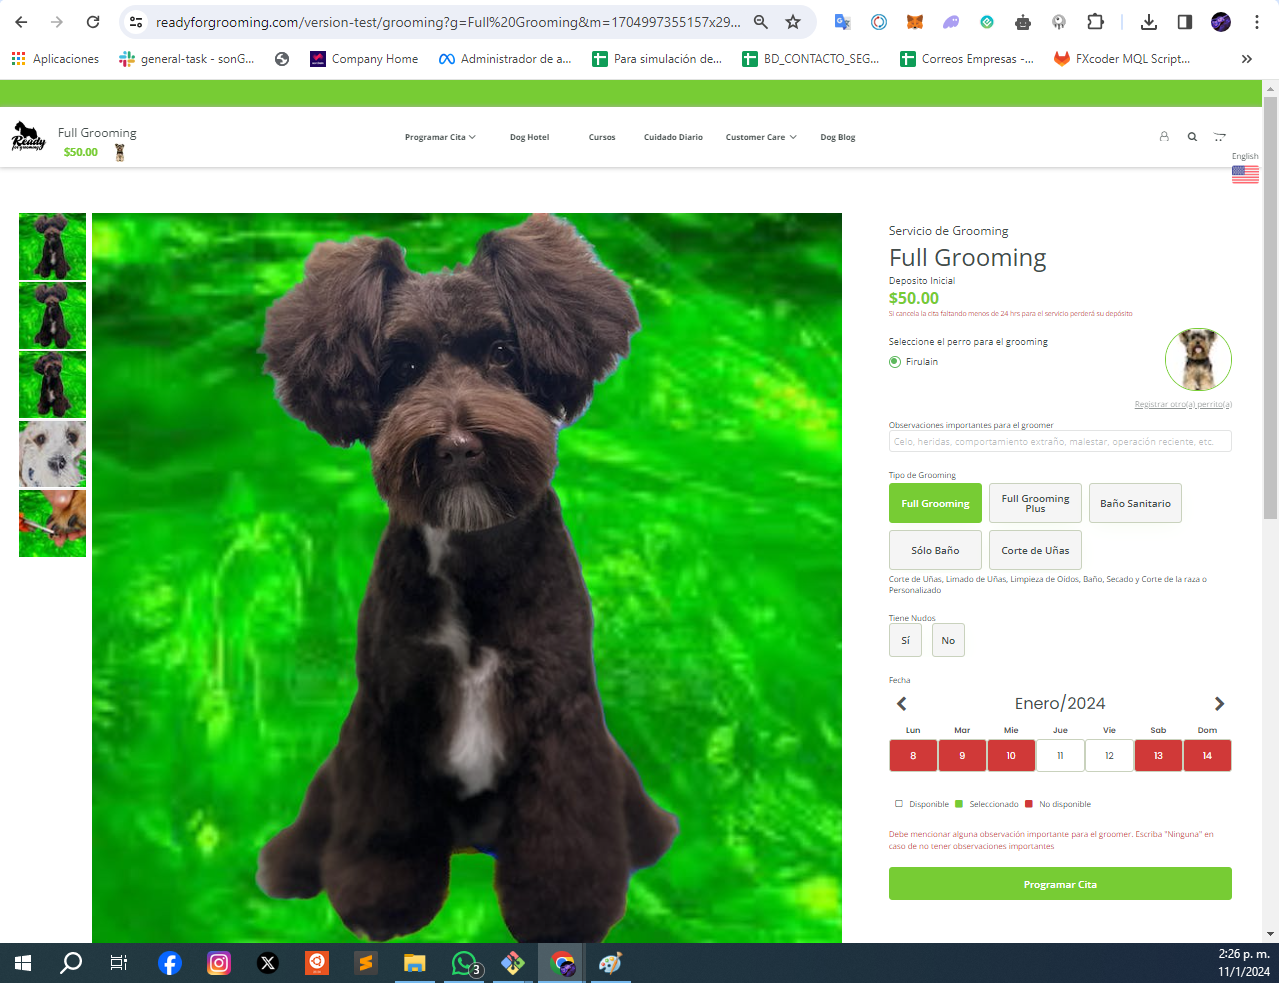 readyforgrooming.com/version-test/grooming?g=Full%20Grooming&m=1704997355157x29...
Aplicaciones
general-task - sonG...
Company Home
Administrador de a...
Para simulación de...
BD_CONTACTO_SEG...
Correos Empresas -...
FXcoder MQL Script...
»
Ready
for grooming
Full Grooming
$50.00
Programar Cita
Dog Hotel
Cursos
Cuidado Diario
Customer Care
Dog Blog
English
Servicio de Grooming
Full Grooming
Deposito Inicial
$50.00
Si cancela la cita faltando menos de 24 hrs para el servicio perderá su depósito
Seleccione el perro para el grooming
Firulain
Registrar otro(a) perrito(a)
Observaciones importantes para el groomer
Celo, heridas, comportamiento extraño, malestar, operación reciente, etc.
Tipo de Grooming
Full Grooming
Full Grooming Plus
Baño Sanitario
Sólo Baño
Corte de Uñas
Corte de Uñas, Limado de Uñas, Limpieza de Oidos, Baño, Secado y Corte de la raza o
Personalizado
Tiene Nudos
Sí No
Fecha
Enero/2024
Lun Mar Mie Jue Vie Sab Dom
8 9 10 11 12 13 14
Disponible Seleccionado No disponible
Debe mencionar alguna observación importante para el groomer. Escriba "Ninguna" en
caso de no tener observaciones importantes
Programar Cita
3
2:26 p. m.
11/1/2024